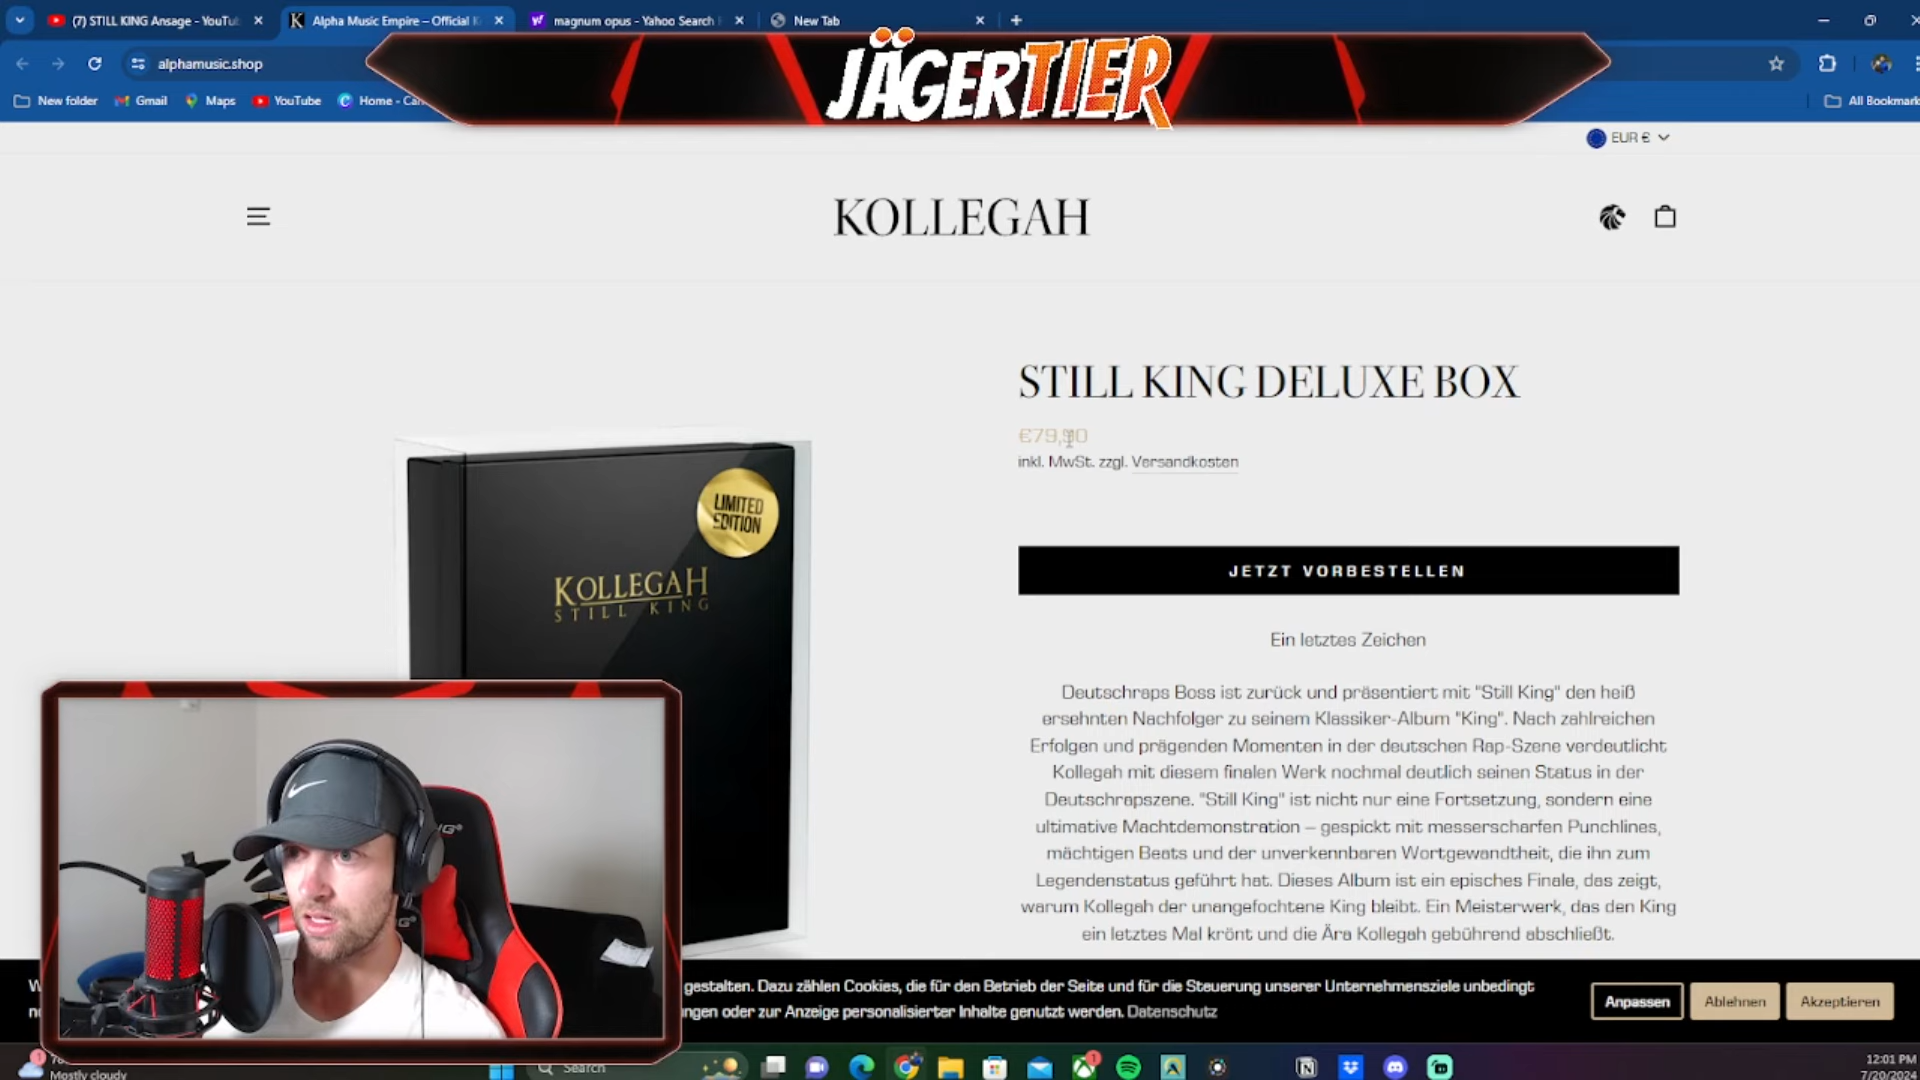 (7) STILL KING Ansage - YouTu
Alpha Music Empire – Official K
magnum opus - Yahoo Search
New Tab
alphamusic.shop
New folder
Gmail
Maps
YouTube
Home - Can
All Bookmark
JÄGERTIER
EUR €
KOLLEGAH
STILL KING DELUXE BOX
€79,90
inkl. MwSt. zzgl. Versandkosten
LIMITED
EDITION
KOLLEGAH
STILL KING
JETZT VORBESTELLEN
Ein letztes Zeichen
Deutschraps Boss ist zurück und präsentiert mit "Still King" den heiß
ersehnten Nachfolger zu seinem Klassiker-Album "King". Nach zahlreichen
Erfolgen und prägenden Momenten in der deutschen Rap-Szene verdeutlicht
Kollegah mit diesem finalen Werk nochmal deutlich seinen Status in der
Deutschrapszene. "Still King" ist nicht nur eine Fortsetzung, sondern eine
ultimative Machtdemonstration – gespickt mit messerscharfen Punchlines,
mächtigen Beats und der unverkennbaren Wortgewandtheit, die ihn zum
Legendenstatus geführt hat. Dieses Album ist ein episches Finale, das zeigt,
warum Kollegah der unangefochtene King bleibt. Ein Meisterwerk, das den King
ein letztes Mal krönt und die Ära Kollegah gebührend abschließt.
gestalten. Dazu zählen Cookies, die für den Betrieb der Seite und für die Steuerung unserer Unternehmensziele unbedingt
ngen oder zur Anzeige personalisierter Inhalte genutzt werden. Datenschutz
Anpassen
Ablehnen
Akzeptieren
Mostly cloudy
Search
12:01 PM
7/20/2024